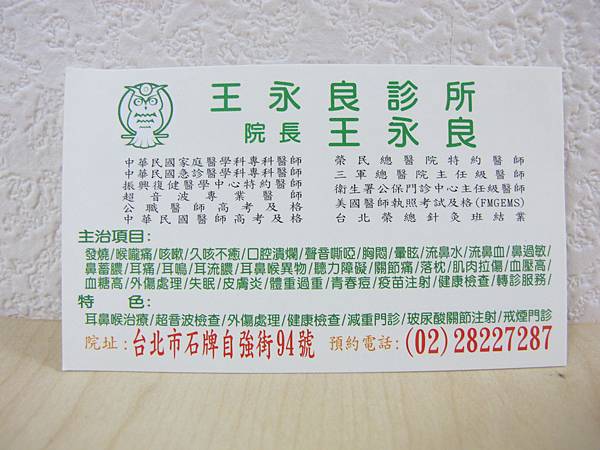 王永良診所
院長 王永良
中華民國家庭醫學科專科醫師
中華民國急診醫學科專科醫師
振興復健醫學中心特約醫師
超音波專業醫師
公職醫師高考及格
中華民國醫師高考及格
榮民總醫院特約醫師
三軍總醫院主任級醫師
衛生署公保門診中心主任級醫師
美國醫師執照考試及格(FMGEMS)
台北榮總針灸班結業
主治項目:
發燒/喉嚨痛/咳嗽/久咳不癒/口腔潰爛/聲音嘶啞/胸悶/暈眩/流鼻水/流鼻血/鼻過敏/
鼻蓄膿/耳痛/耳鳴/耳流膿/耳鼻喉異物/聽力障礙/關節痛/落枕/肌肉拉傷/血壓高/
血糖高/外傷處理/失眠/皮膚炎/體重過重/青春痘/疫苗注射/健康檢查/轉診服務/
特色:
耳鼻喉治療/超音波檢查/外傷處理/健康檢查/減重門診/玻尿酸關節注射/戒煙門診
院址:台北市石牌自強街94號 預約電話:(02)28227287